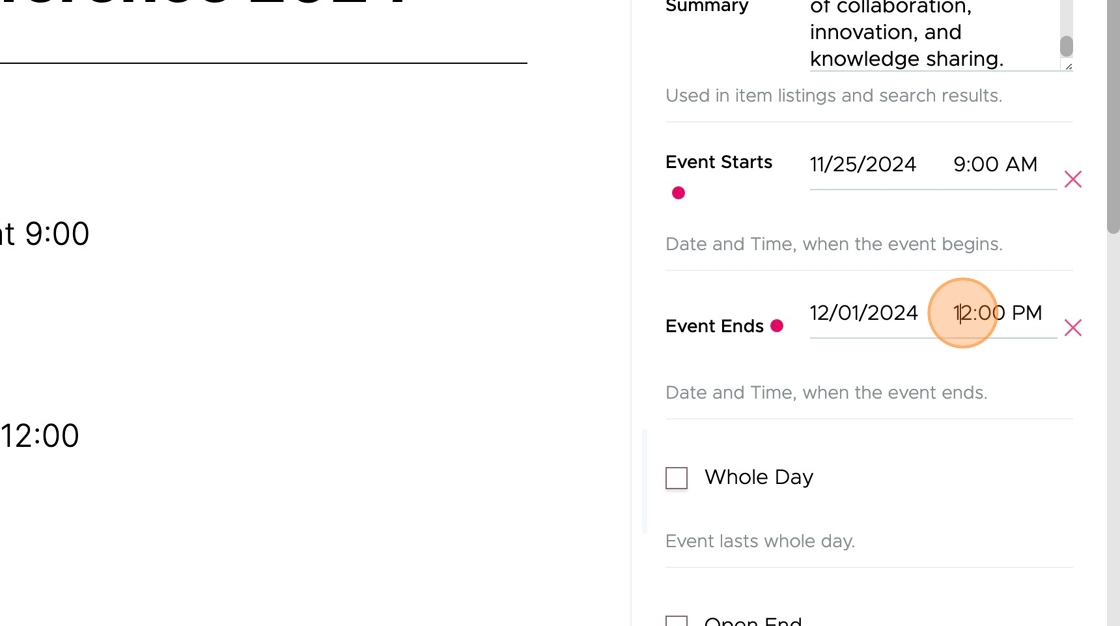 2024
Summary
of collaboration,
innovation, and
knowledge sharing.
Used in item listings and search results.
Event Starts 11/25/2024 9:00 AM
at 9:00
Date and Time, when the event begins.
Event Ends 12/01/2024 12:00 PM
Date and Time, when the event ends.
12:00
Whole Day
Event lasts whole day.
Open End